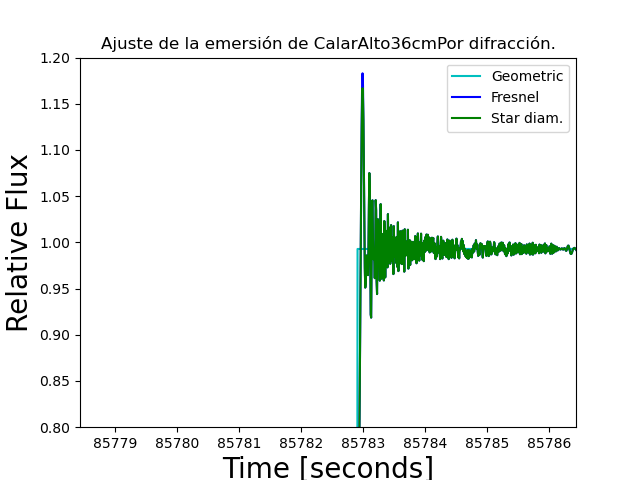 Ajuste de la emersión de CalarAlto36cmPor difracción.
Relative Flux
1.20
1.15
1.10
1.05
1.00
0.95
0.90
0.85
0.80
Geometric
Fresnel
Star diam.
85779 85780 85781 85782 85783 85784 85785 85786
Time [seconds]